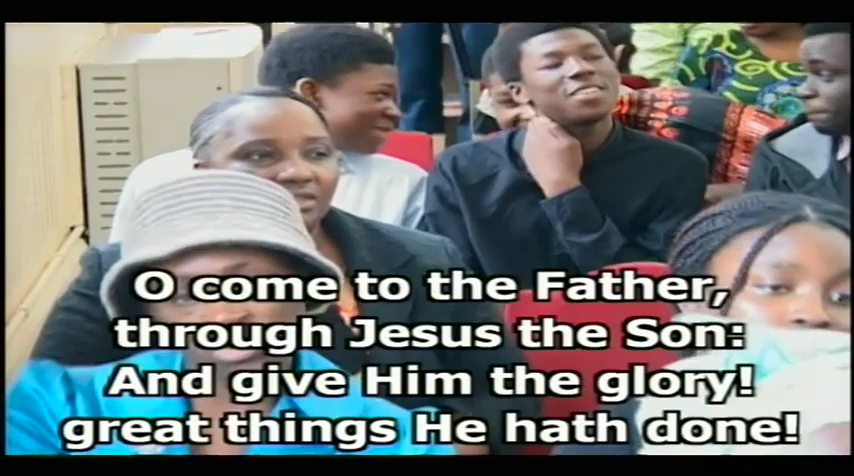 O come to the Father,
through Jesus the Son:
And give Him the glory!
great things He hath done!